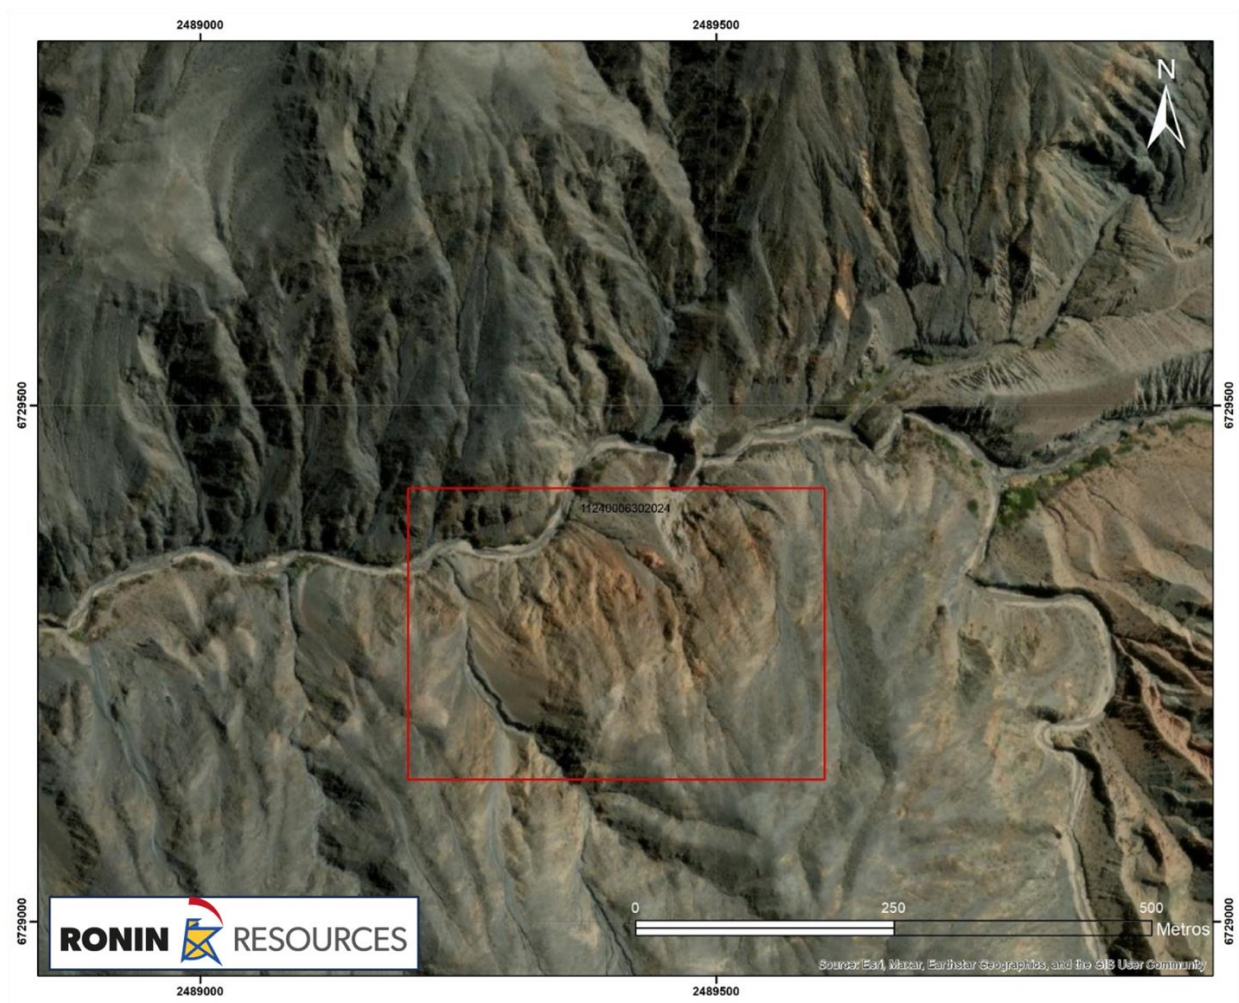 2489000 2489500
N
6729500 6729500
11240006302024
6729000 6729000
0 250 500
Metros
RONIN RESOURCES
Source: Esri, Maxar, Earthstar Geographics, and the GIS User Community
2489000 2489500